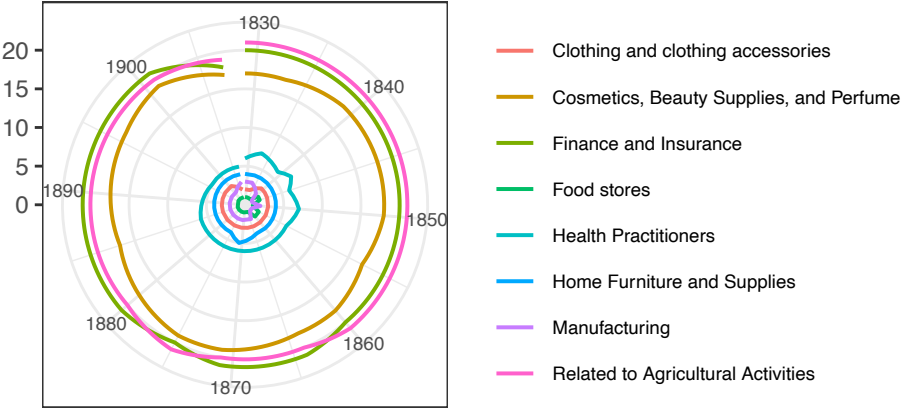 1830
1840
1850
1860
1870
1880
1890
1900
20
15
10
5
0
Clothing and clothing accessories
Cosmetics, Beauty Supplies, and Perfume
Finance and Insurance
Food stores
Health Practitioners
Home Furniture and Supplies
Manufacturing
Related to Agricultural Activities